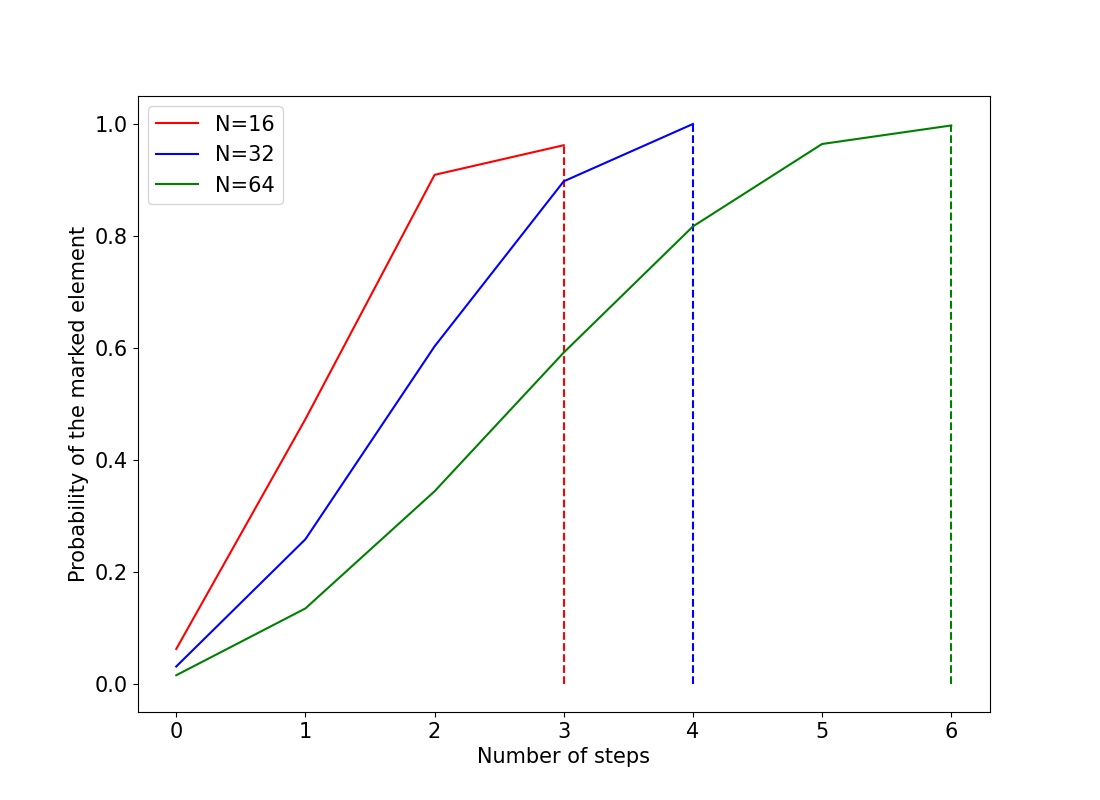 N=16
N=32
N=64
1.0
0.8
0.6
0.4
0.2
0.0
Probability of the marked element
0 1 2 3 4 5 6
Number of steps